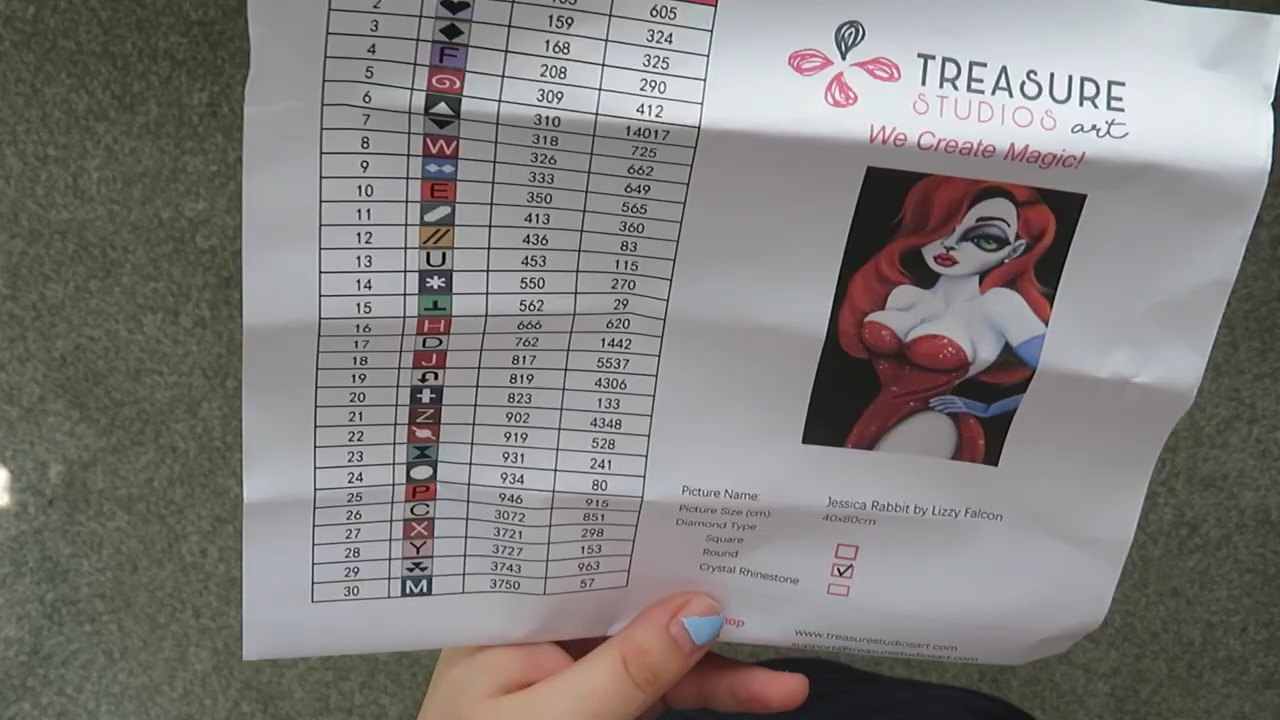 605
2 159 324
3 168 325
4 F 208 290
5 309 412
6 310 14017
7 318 725
8 W 326 662
9 333 649
10 E 350 565
11 413 360
12 // 436 83
13 U 453 115
14 * 550 270
15 562 29
16 H 666 620
17 D 762 1442
18 J 817 5537
19 819 4306
20 + 823 133
21 Z 902 4348
22 919 528
23 931 241
24 934 80
25 P 946 915
26 C 3072 851
27 X 3721 298
28 Y 3727 153
29 3743 963
30 M 3750 57
TREASURE
STUDIOS art
We Create Magic!
Picture Name: Jessica Rabbit by Lizzy Falcon
Picture Size (cm): 40x80cm
Diamond Type
Square
Round
Crystal Rhinestone
www.treasurestudiosart.com
support@treasurestudiosart.com